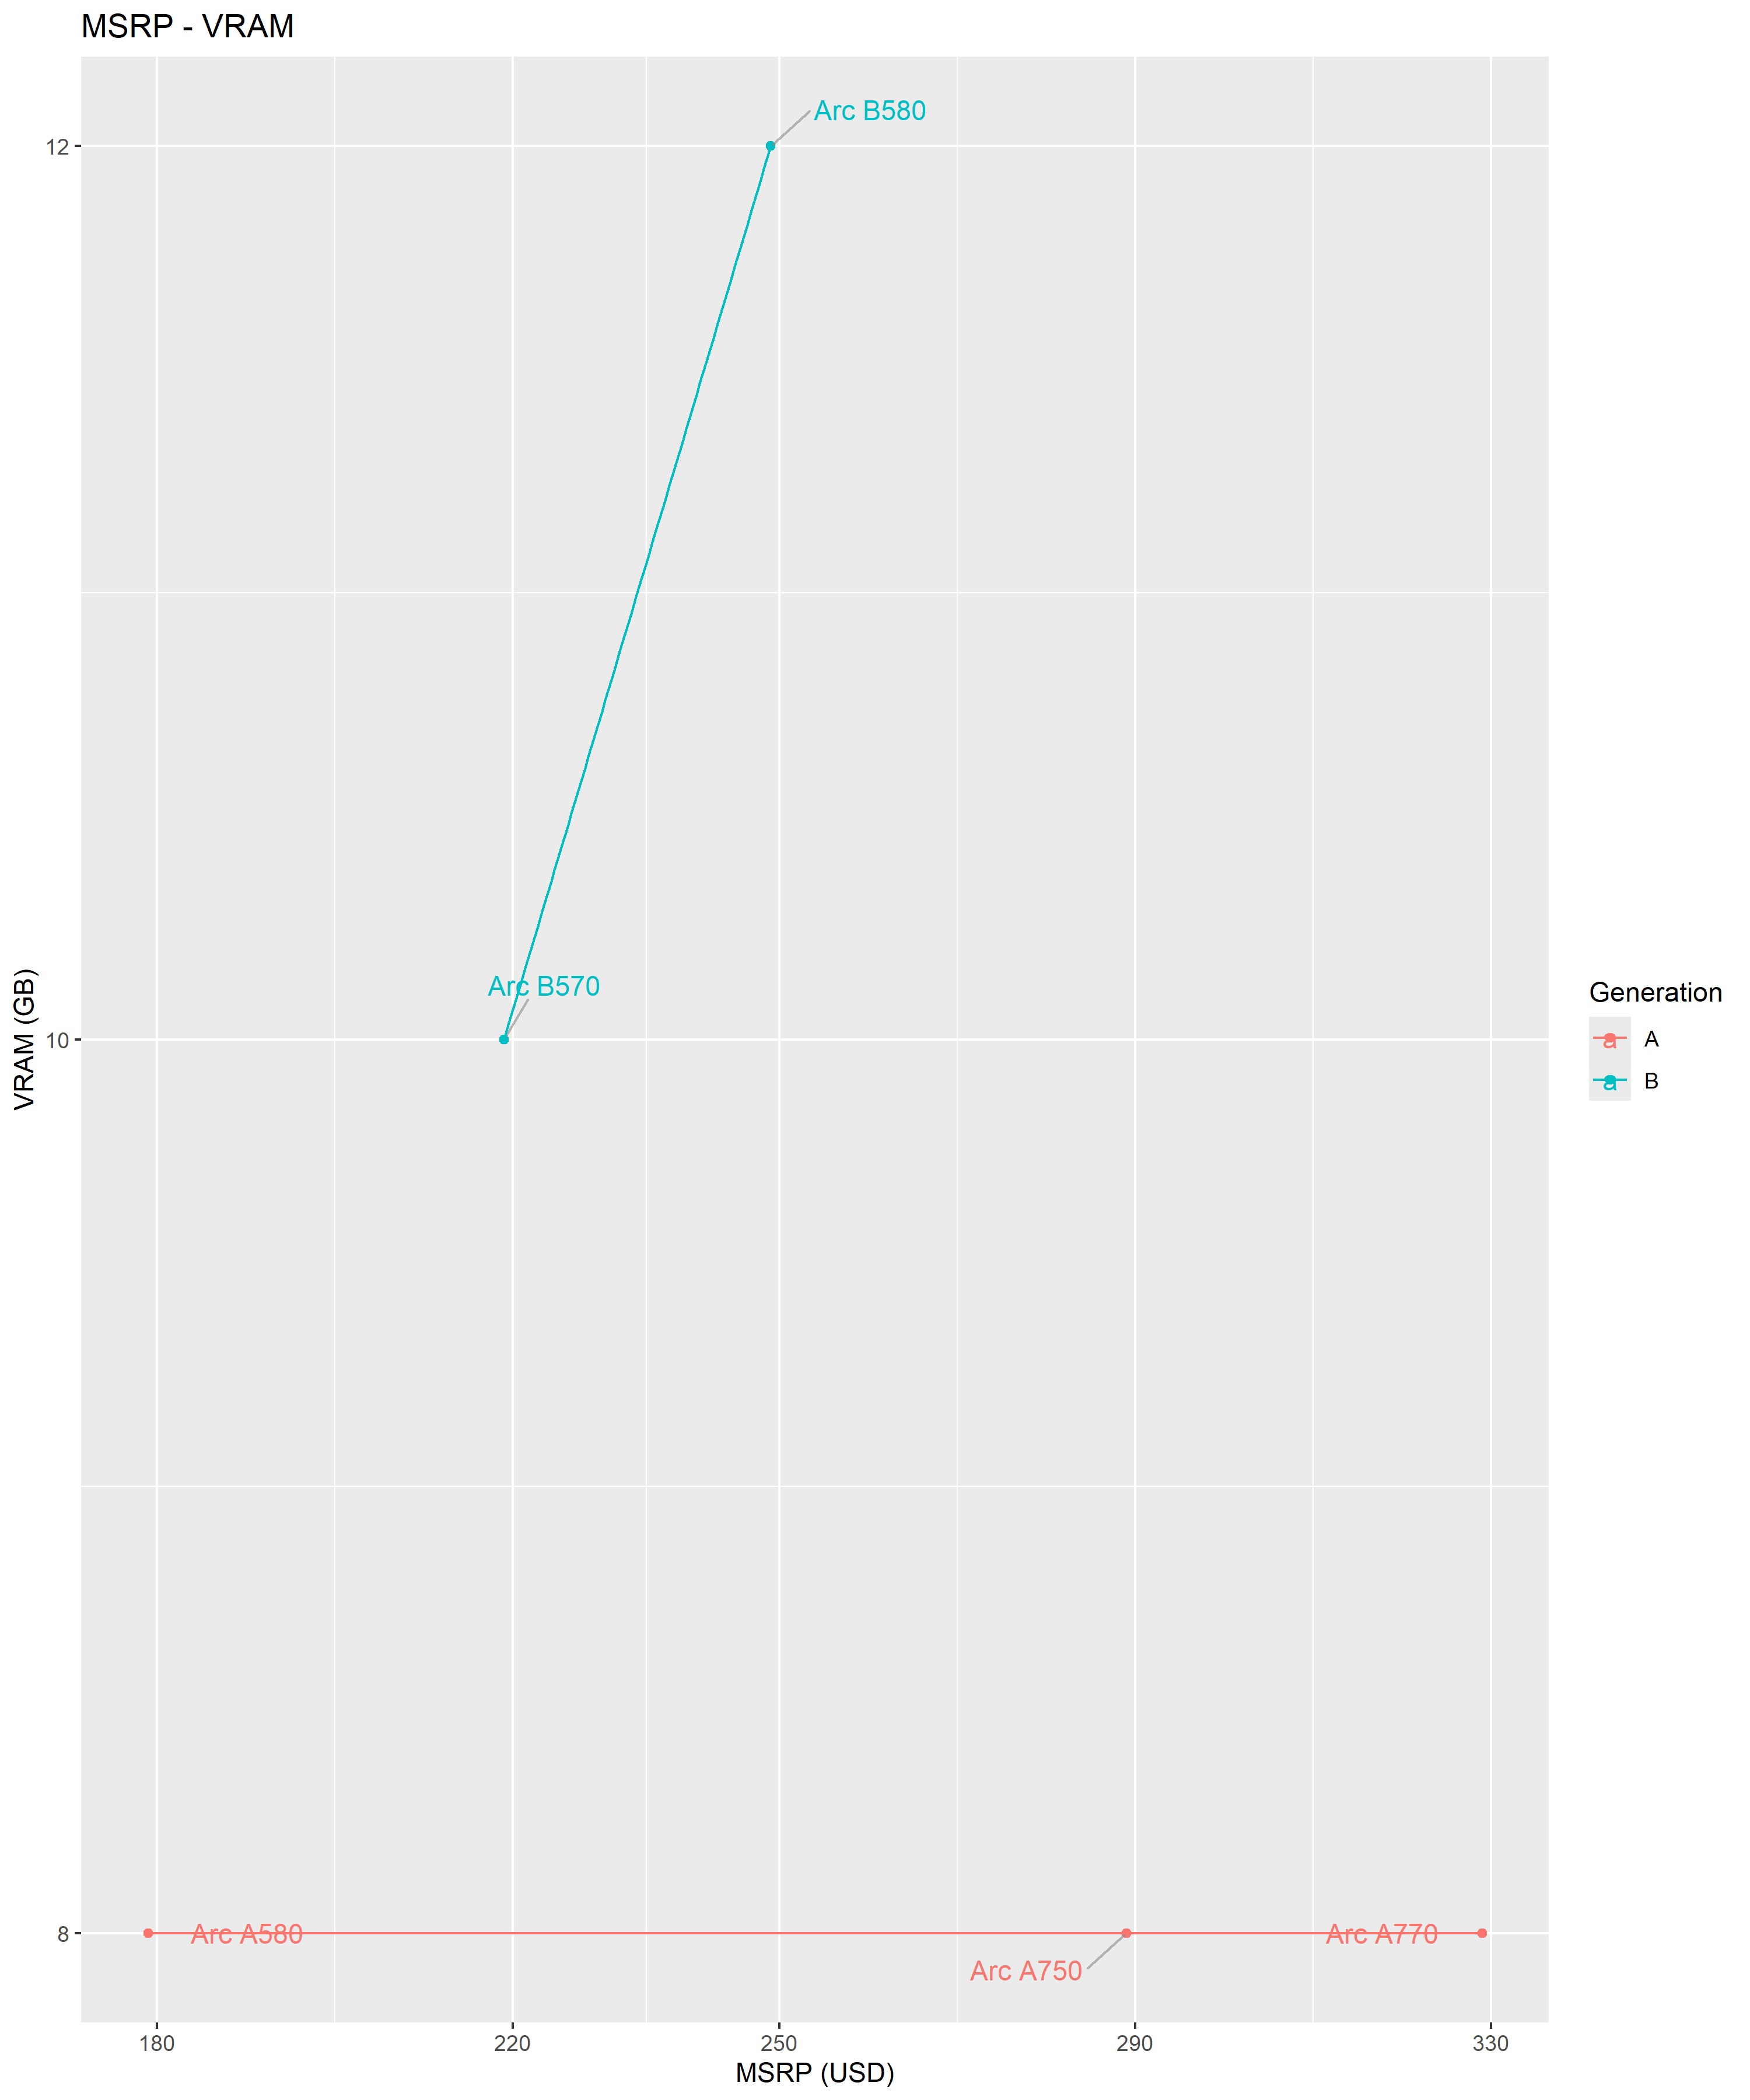 MSRP - VRAM
Arc B580
12
Arc B570
10
VRAM (GB)
Generation
a A
a B
8
Arc A580
Arc A770
Arc A750
180 220 250 290 330
MSRP (USD)